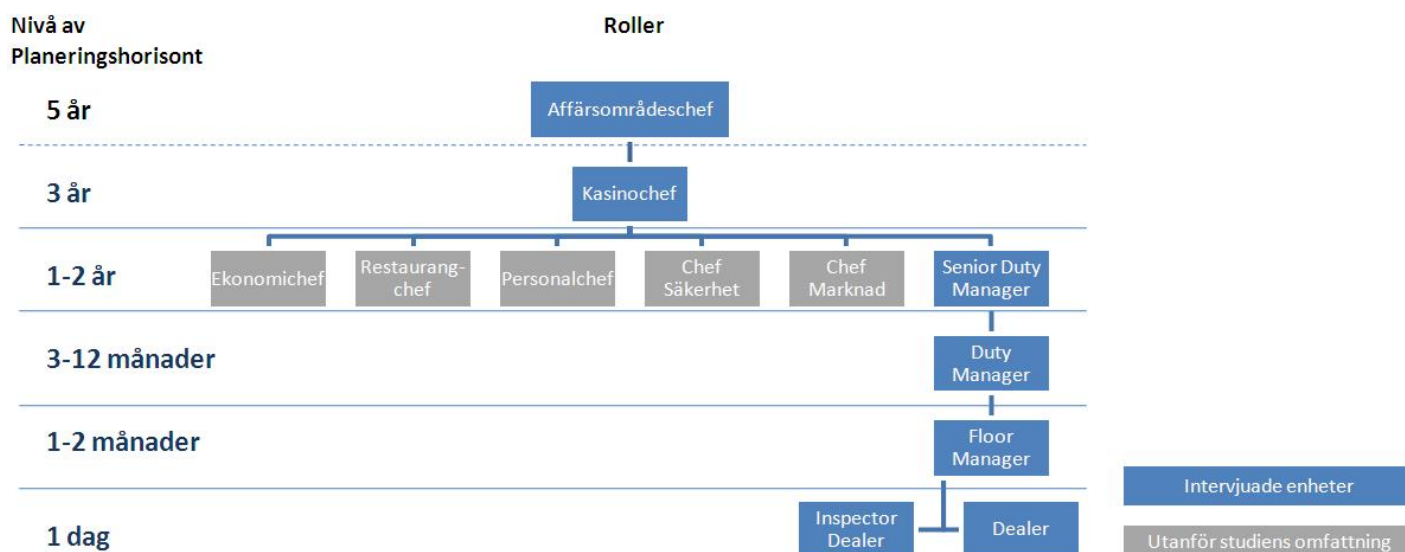 Nivå av
Planeringshorisont
Roller
5 år
Affärsområdeschef
3 år
Kasinochef
1-2 år
Ekonomichef
Restaurang-
chef
Personalchef
Chef
Säkerhet
Chef
Marknad
Senior Duty
Manager
3-12 månader
Duty
Manager
1-2 månader
Floor
Manager
Intervjuade enheter
1 dag
Inspector
Dealer
Dealer
Utanför studiens omfattning